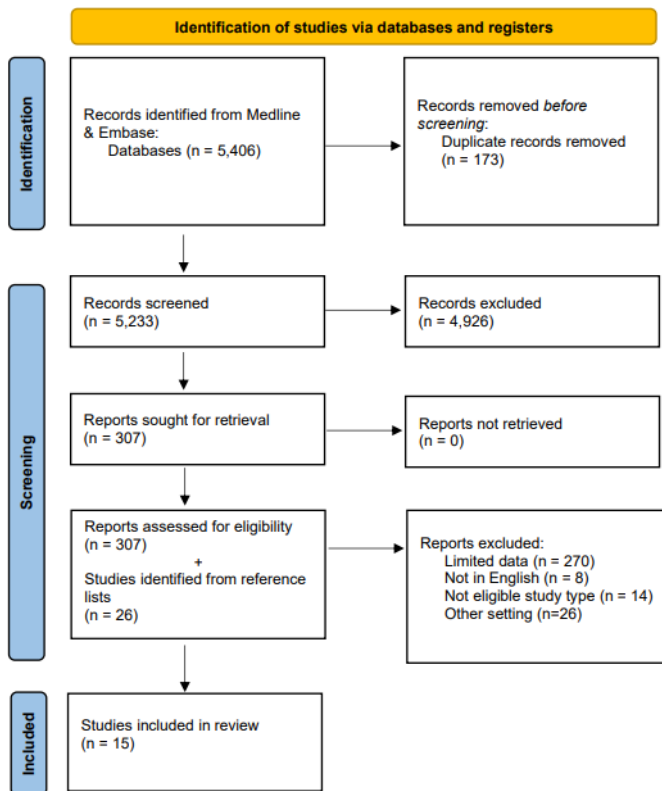 Identification of studies via databases and registers
Identification
Records identified from Medline
& Embase:
Databases (n = 5,406)
Records removed before
screening:
Duplicate records removed
(n = 173)
Screening
Records screened
(n = 5,233)
Records excluded
(n = 4,926)
Reports sought for retrieval
(n = 307)
Reports not retrieved
(n = 0)
Reports assessed for eligibility
(n = 307)
+
Studies identified from reference
lists
(n = 26)
Reports excluded:
Limited data (n = 270)
Not in English (n = 8)
Not eligible study type (n = 14)
Other setting (n=26)
Included
Studies included in review
(n = 15)